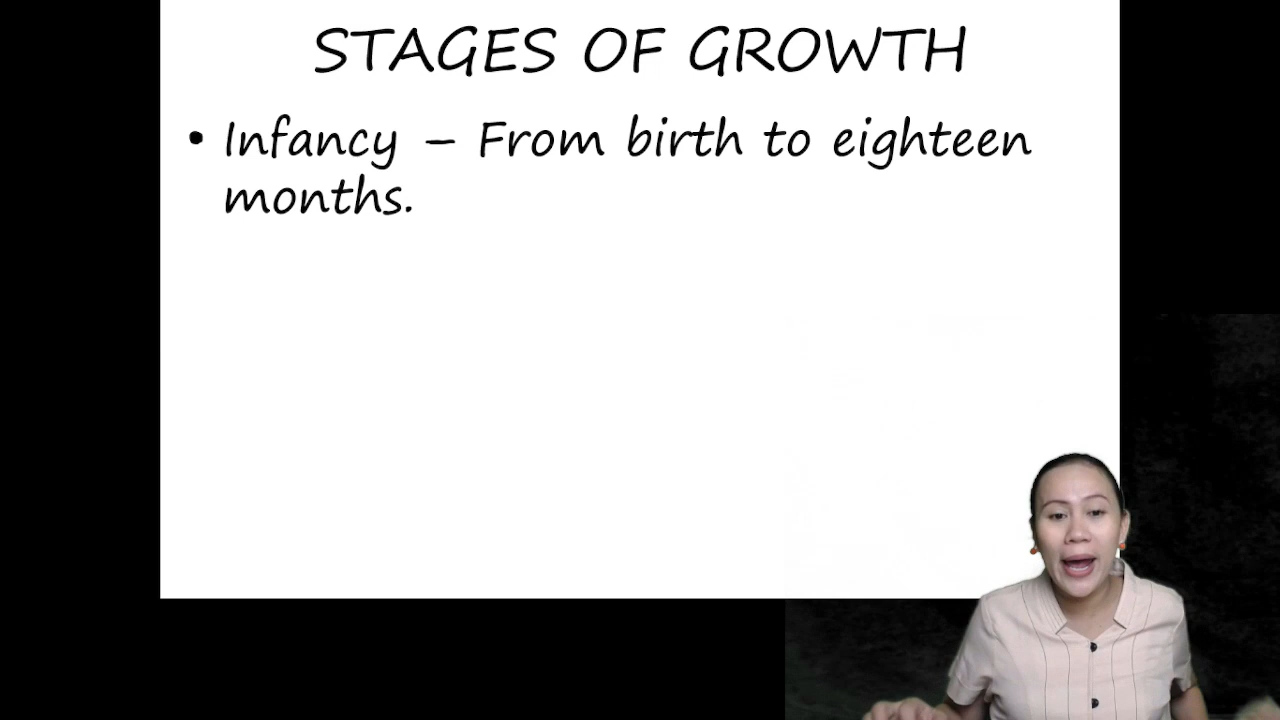 STAGES OF GROWTH
• Infancy – From birth to eighteen
months.